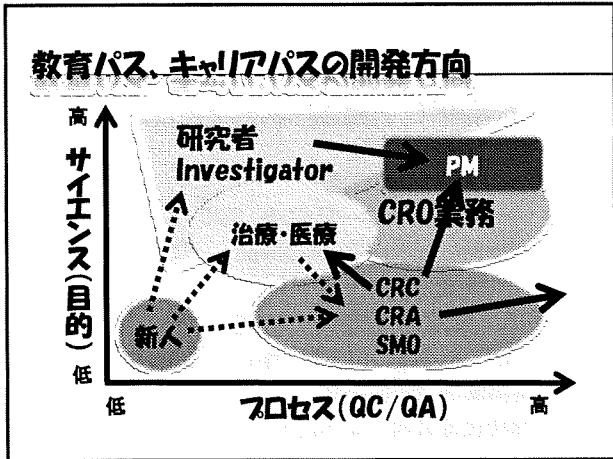 教育パス、キャリアパスの開発方向
高
サイエンス(目的)
低
研究者
Investigator
PM
CRO業務
治療・医療
CRC
CRA
SMO
新人
低
プロセス(QC/QA)
高